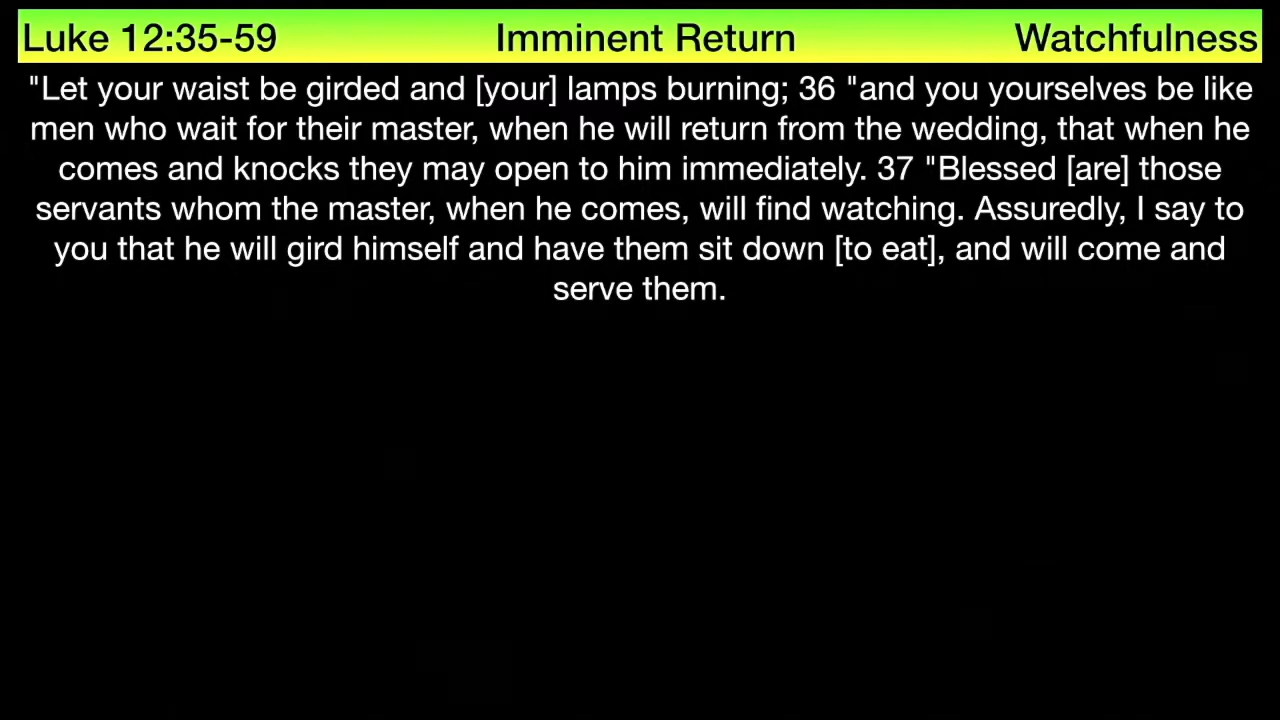 Luke 12:35-59 Imminent Return Watchfulness
"Let your waist be girded and [your] lamps burning; 36 "and you yourselves be like
men who wait for their master, when he will return from the wedding, that when he
comes and knocks they may open to him immediately. 37 "Blessed [are] those
servants whom the master, when he comes, will find watching. Assuredly, I say to
you that he will gird himself and have them sit down [to eat], and will come and
serve them.